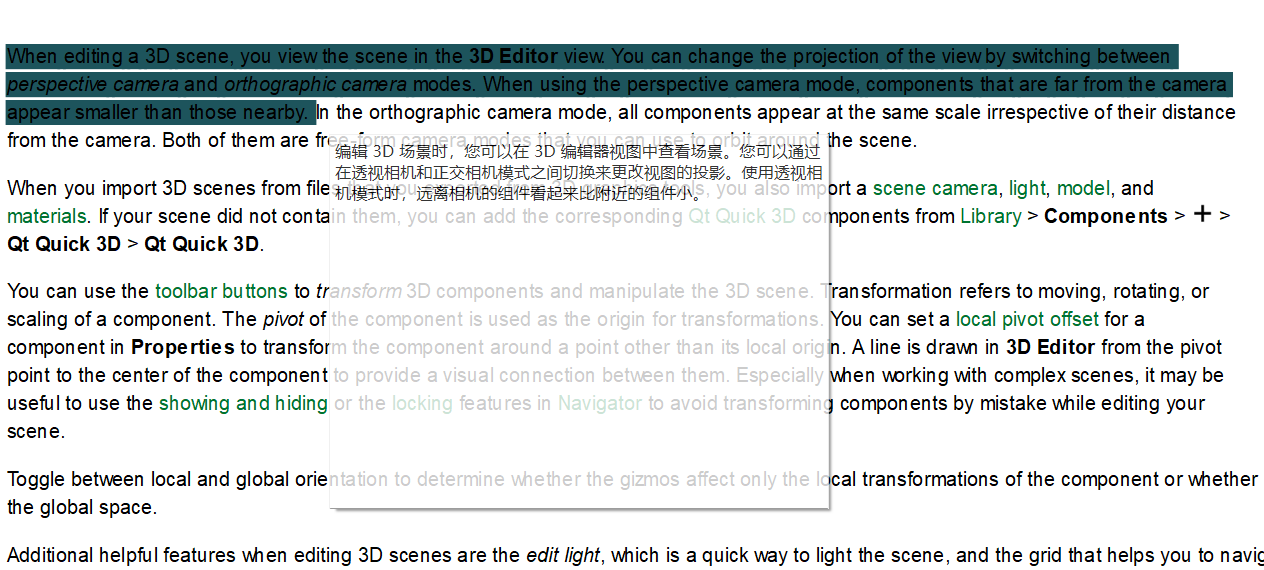 When editing a 3D scene, you view the scene in the 3D Editor view. You can change the projection of the view by switching between
perspective camera and orthographic camera modes. When using the perspective camera mode, components that are far from the camera
appear smaller than those nearby. In the orthographic camera mode, all components appear at the same scale irrespective of their distance
from the camera. Both of them are free-form camera modes that you can use to orbit around the scene.
编辑 3D 场景时，您可以在 3D 编辑器视图中查看场景。您可以通过
在透视相机和正交相机模式之间切换来更改视图的投影。使用透视相
机模式时，远离相机的组件看起来比附近的组件小。
When you import 3D scenes from files that you exported from 3D graphics tools, you also import a scene camera, light, model, and
materials. If your scene did not contain them, you can add the corresponding Qt Quick 3D components from Library > Components > + >
Qt Quick 3D > Qt Quick 3D.
You can use the toolbar buttons to transform 3D components and manipulate the 3D scene. Transformation refers to moving, rotating, or
scaling of a component. The pivot of the component is used as the origin for transformations. You can set a local pivot offset for a
component in Properties to transform the component around a point other than its local origin. A line is drawn in 3D Editor from the pivot
point to the center of the component to provide a visual connection between them. Especially when working with complex scenes, it may be
useful to use the showing and hiding or the locking features in Navigator to avoid transforming components by mistake while editing your
scene.
Toggle between local and global orientation to determine whether the gizmos affect only the local transformations of the component or whether
the global space.
Additional helpful features when editing 3D scenes are the edit light, which is a quick way to light the scene, and the grid that helps you to navig